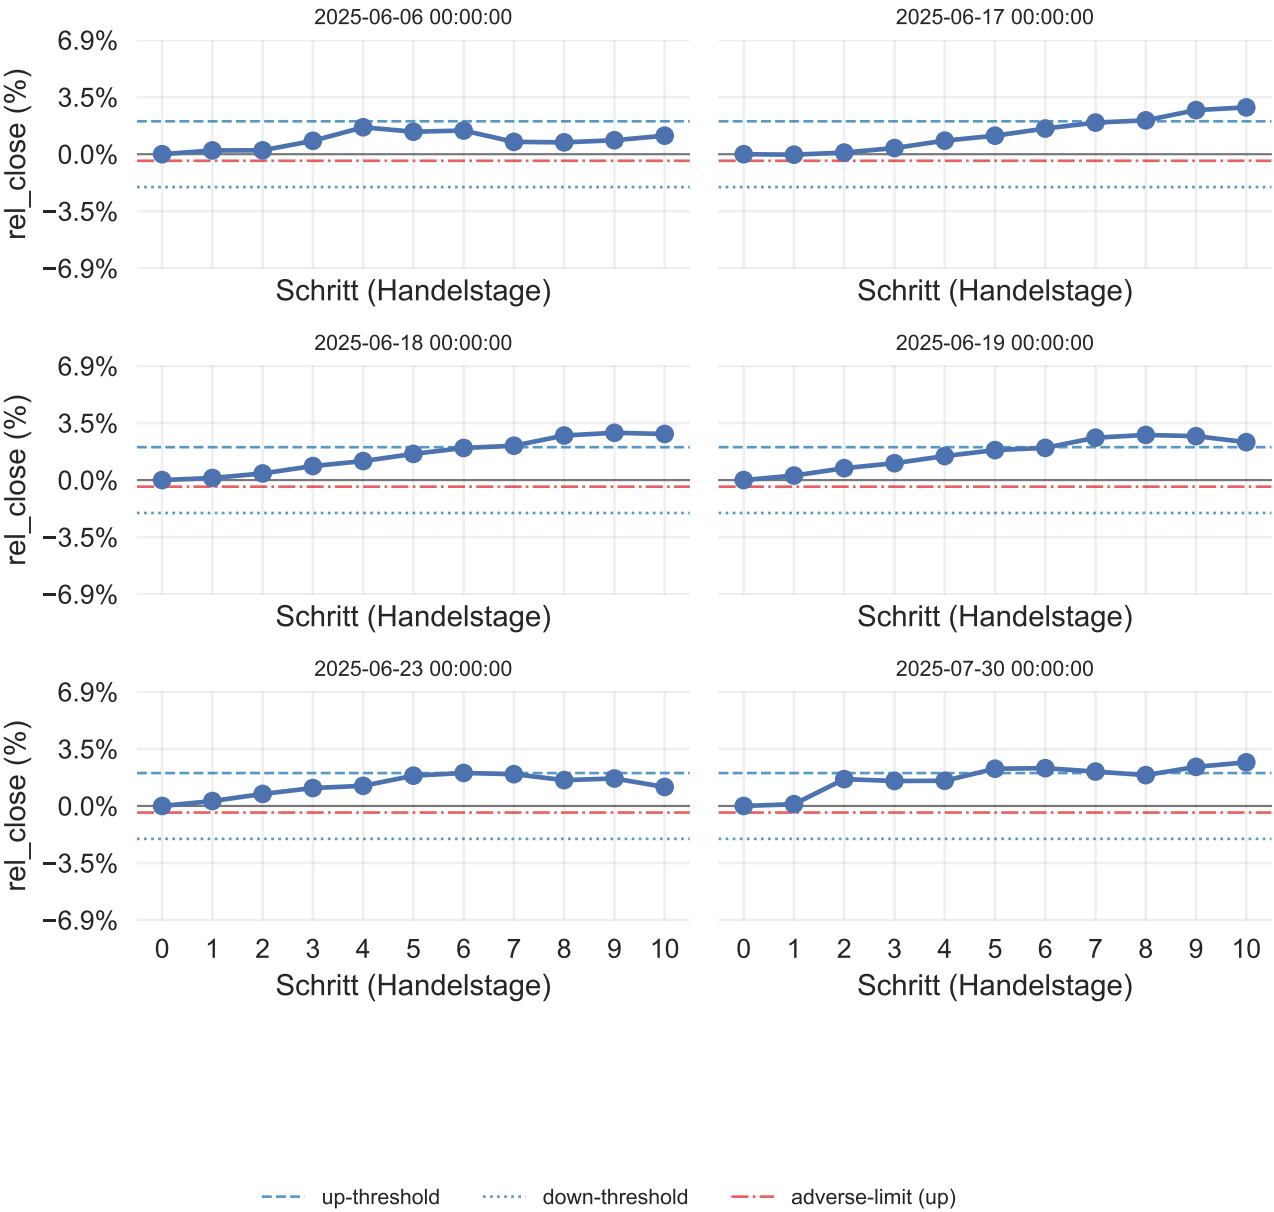 2025-06-06 00:00:00
2025-06-17 00:00:00
6.9%
3.5%
0.0%
−3.5%
−6.9%
rel_close (%)
Schritt (Handelstage)
Schritt (Handelstage)
2025-06-18 00:00:00
2025-06-19 00:00:00
6.9%
3.5%
0.0%
−3.5%
−6.9%
rel_close (%)
Schritt (Handelstage)
Schritt (Handelstage)
2025-06-23 00:00:00
2025-07-30 00:00:00
6.9%
3.5%
0.0%
−3.5%
−6.9%
rel_close (%)
0 1 2 3 4 5 6 7 8 9 10
0 1 2 3 4 5 6 7 8 9 10
Schritt (Handelstage)
Schritt (Handelstage)
up-threshold down-threshold adverse-limit (up)